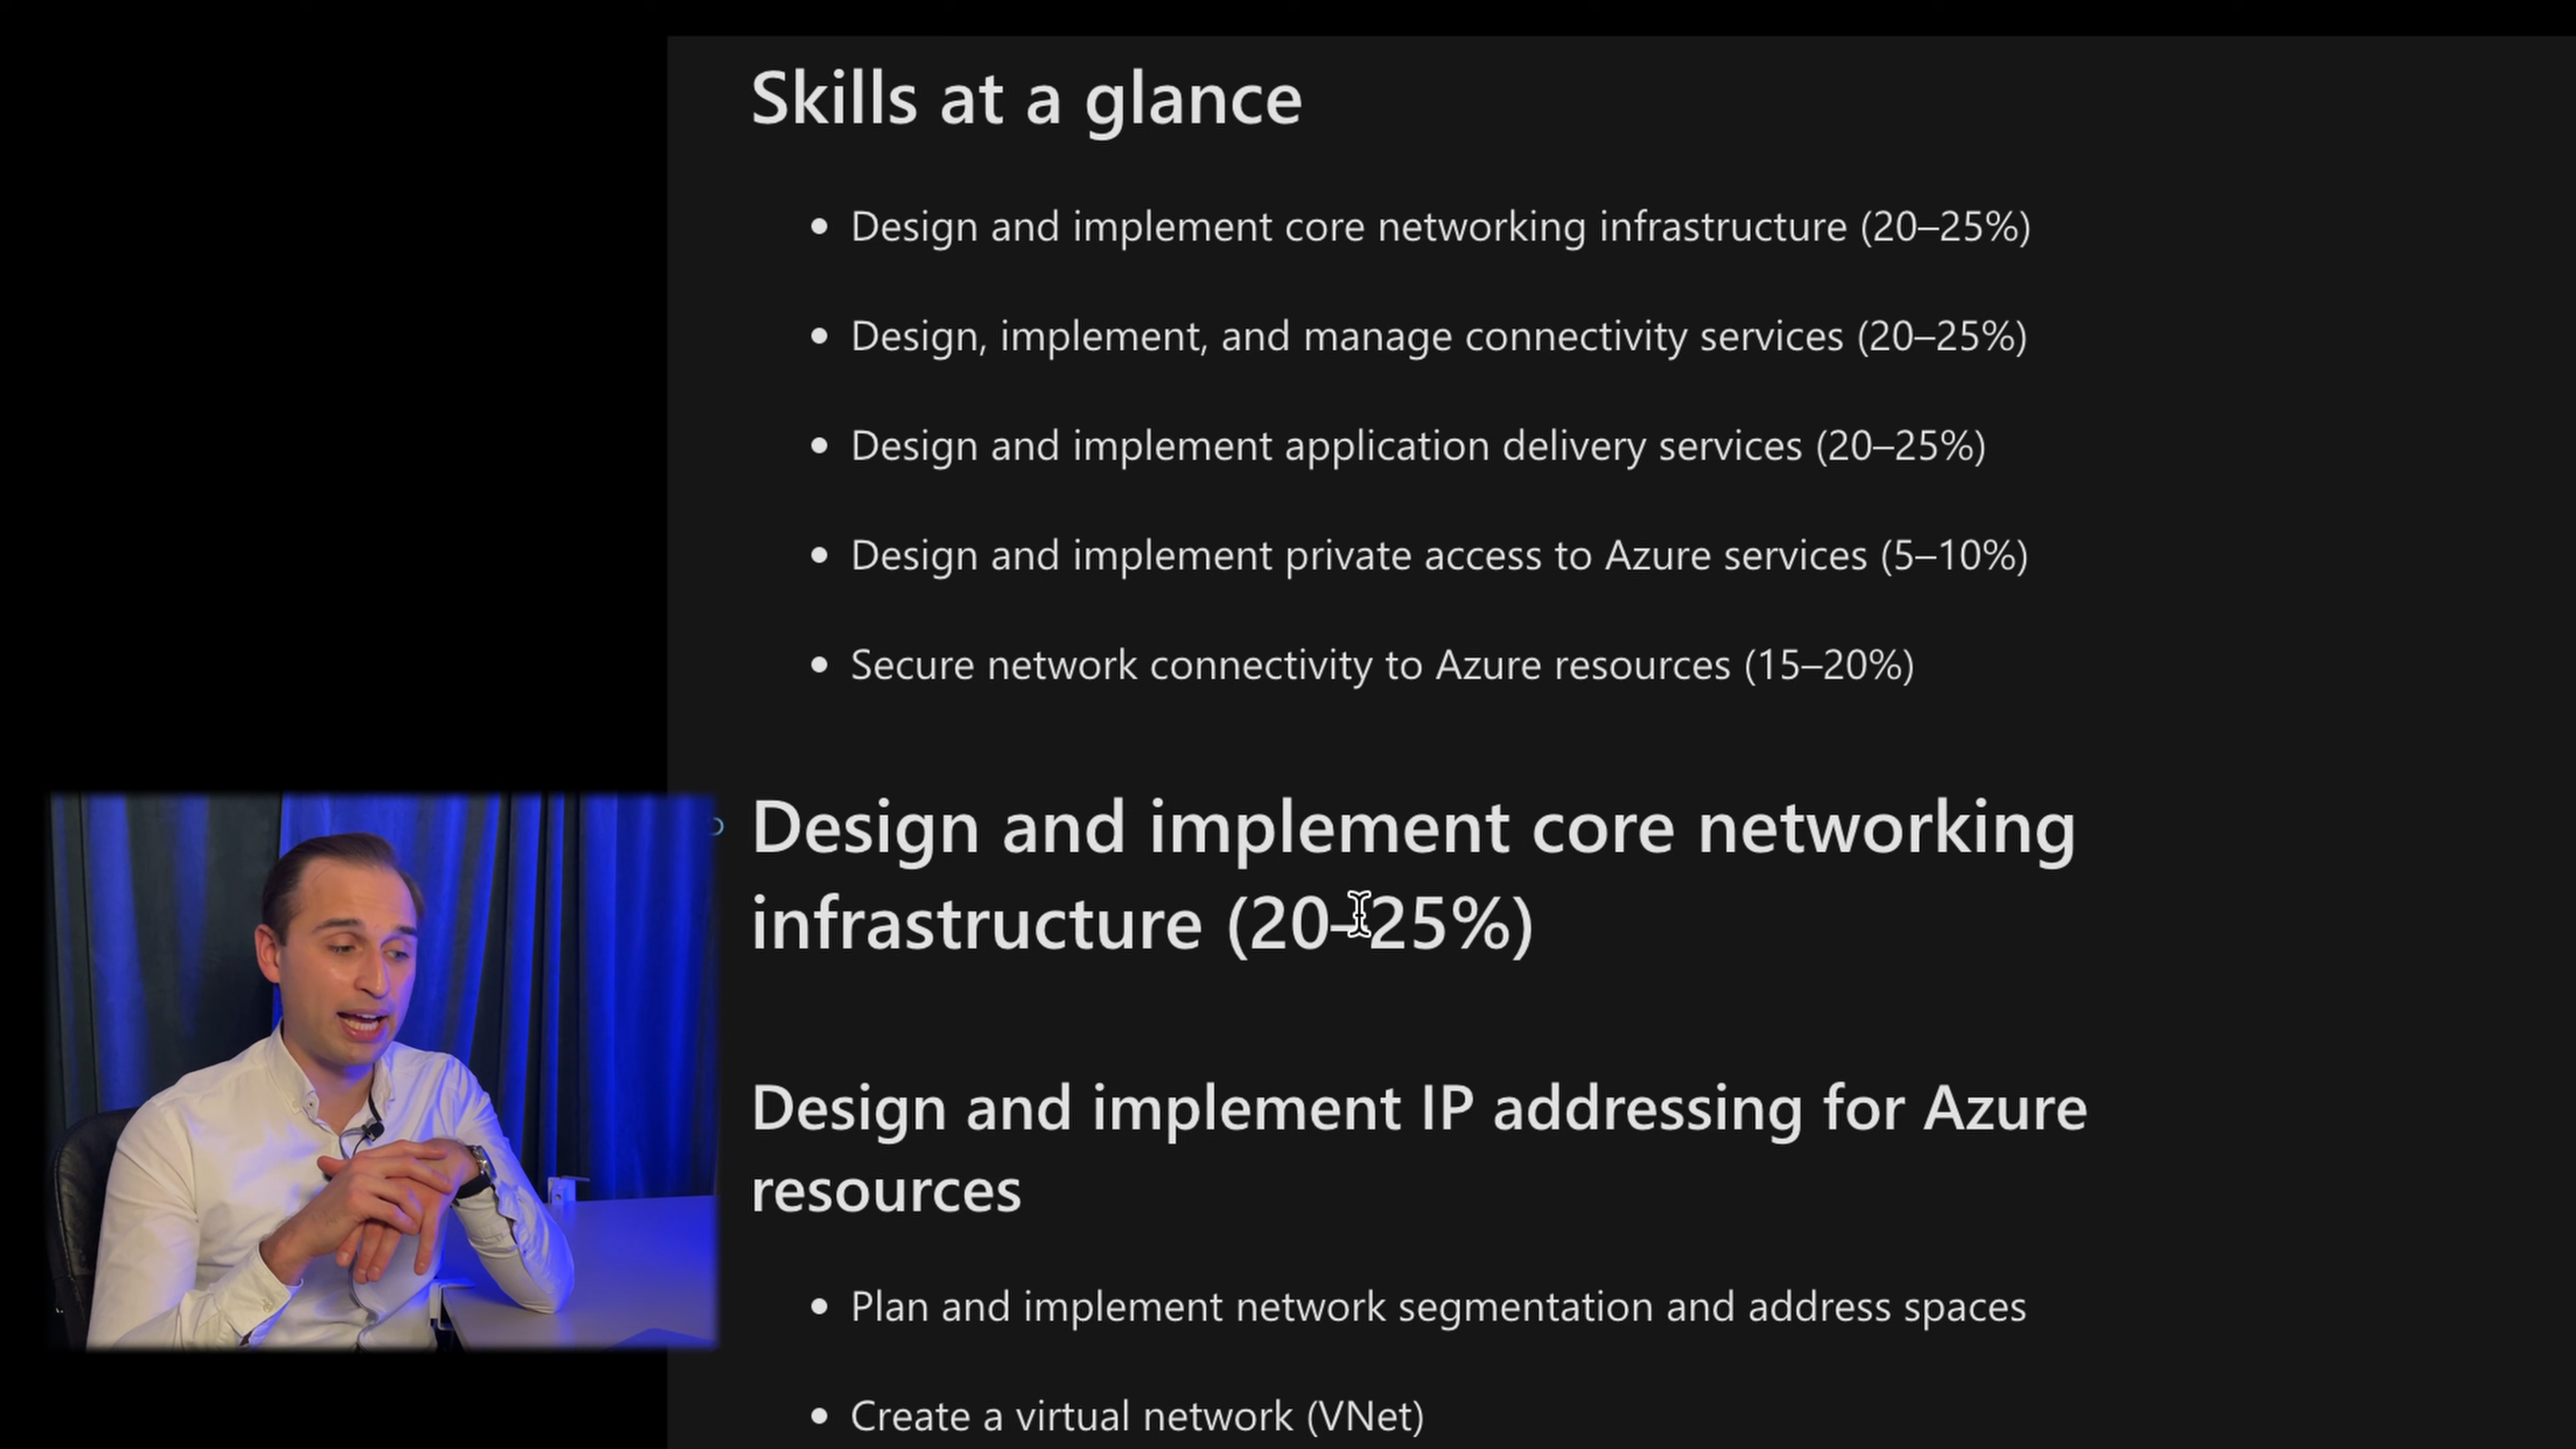 Skills at a glance
• Design and implement core networking infrastructure (20–25%)
• Design, implement, and manage connectivity services (20–25%)
• Design and implement application delivery services (20–25%)
• Design and implement private access to Azure services (5–10%)
• Secure network connectivity to Azure resources (15–20%)
Design and implement core networking
infrastructure (20–25%)
Design and implement IP addressing for Azure
resources
• Plan and implement network segmentation and address spaces
• Create a virtual network (VNet)